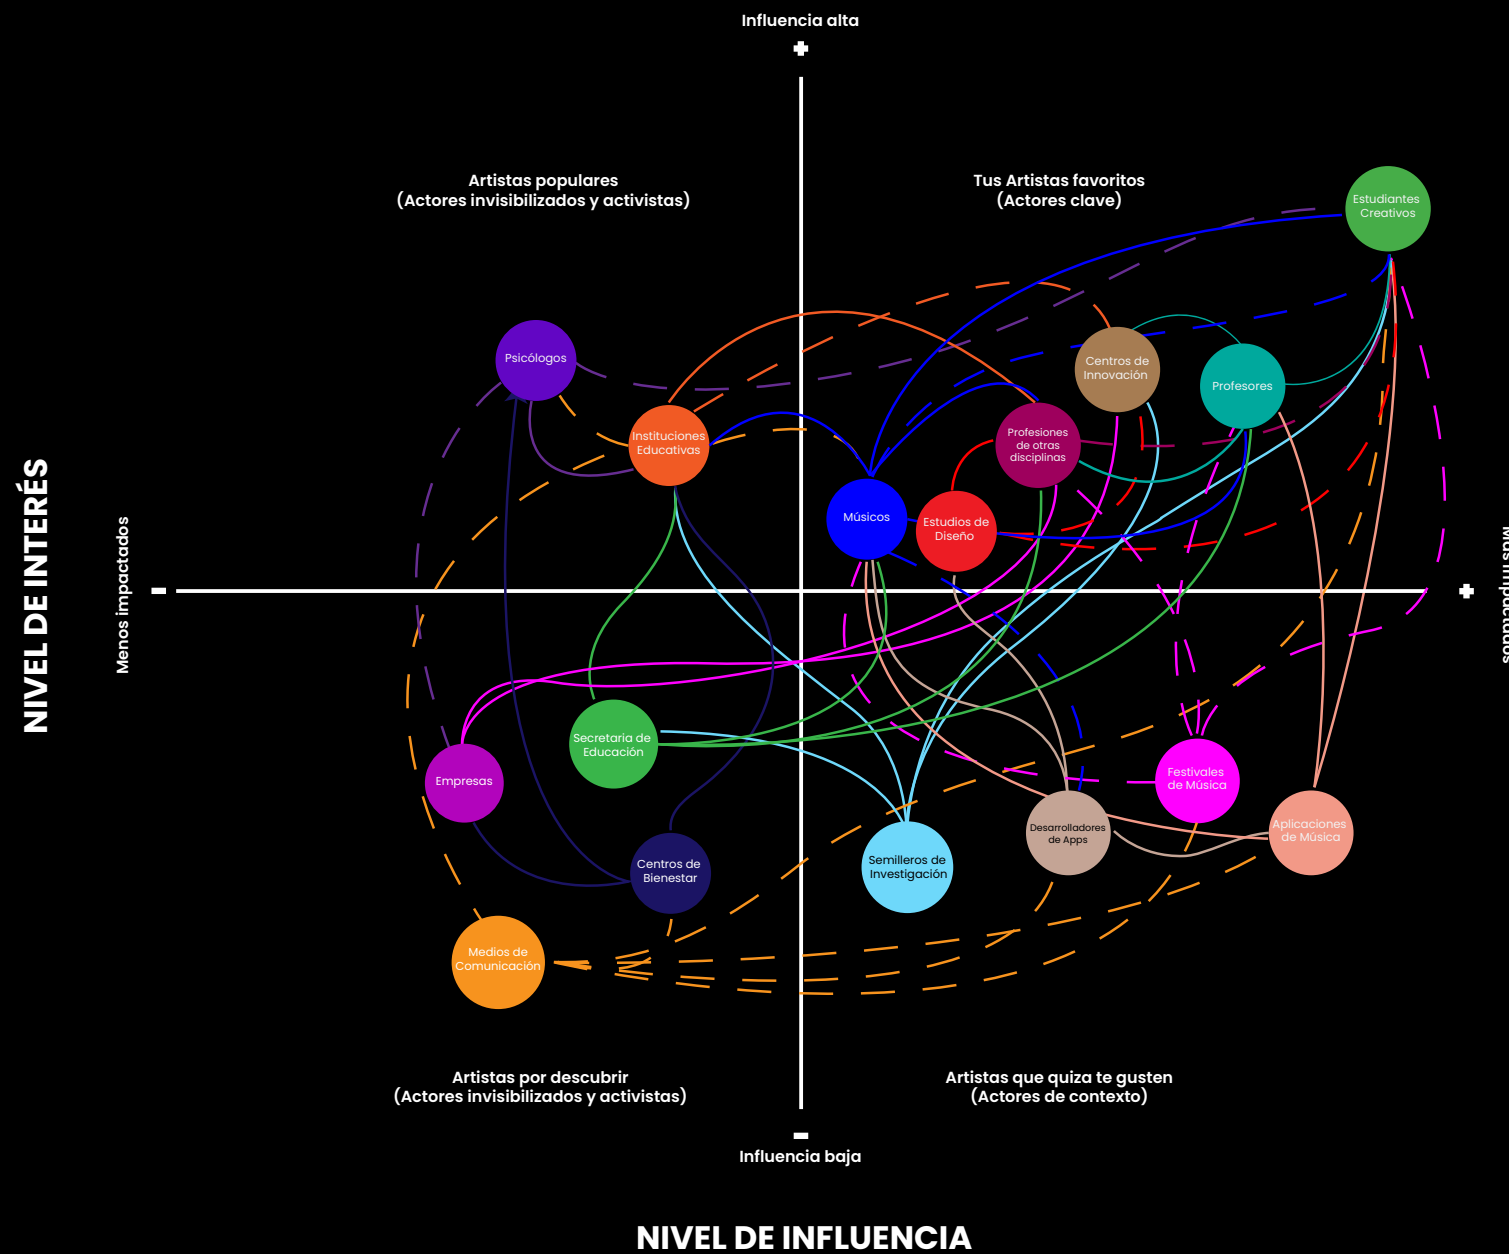 Influencia alta
Artistas populares
(Actores invisibilizados y activistas)
Tus Artistas favoritos
(Actores clave)
Estudiantes
Creativos
Psicólogos
Centros de
Innovación
Profesores
Instituciones
Educativas
Profesiones
de otras
disciplinas
Músicos
Estudios de
Diseño
NIVEL DE INTERÉS
Menos impactados
Más impactados
Secretaria de
Educación
Empresas
Festivales
de Música
Desarrolladores
de Apps
Aplicaciones
de Música
Centros de
Bienestar
Semilleros de
Investigación
Medios de
Comunicación
Artistas por descubrir
(Actores invisibilizados y activistas)
Artistas que quiza te gusten
(Actores de contexto)
Influencia baja
NIVEL DE INFLUENCIA